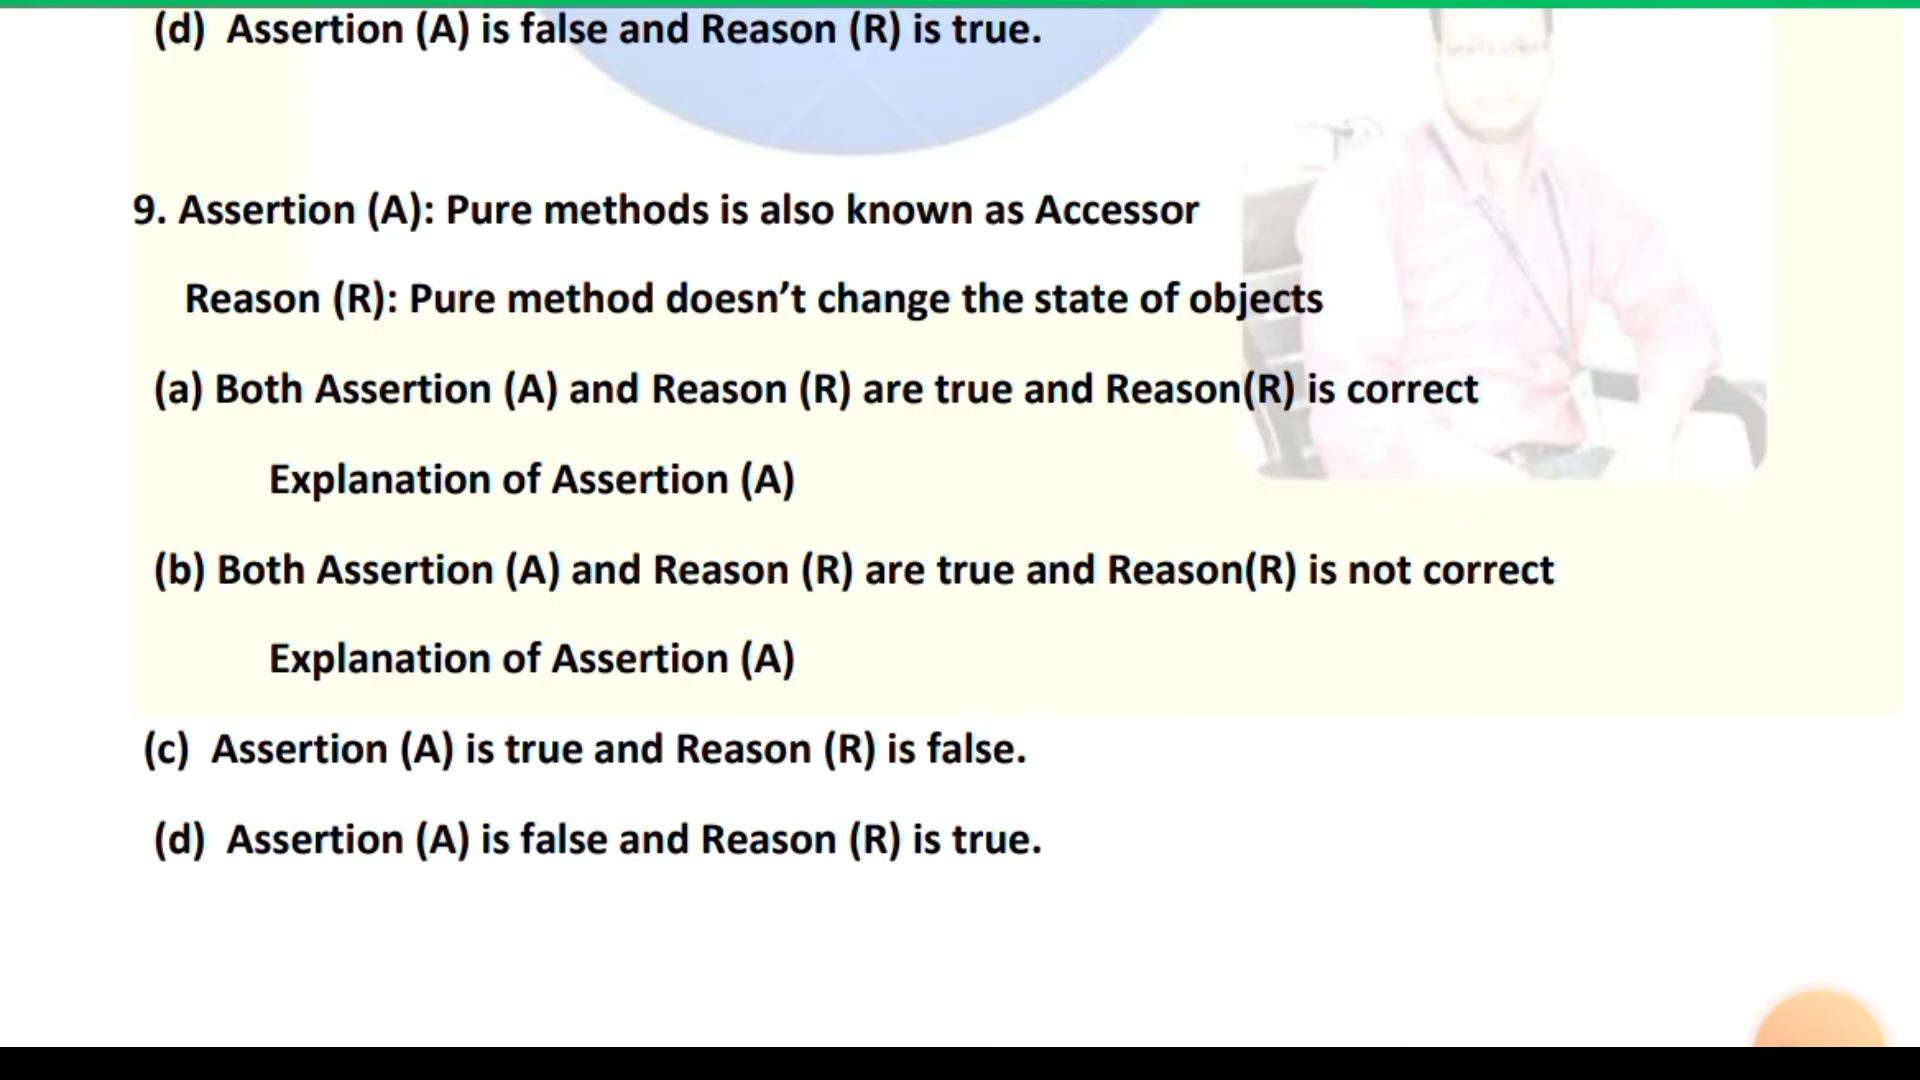 (d) Assertion (A) is false and Reason (R) is true.
9. Assertion (A): Pure methods is also known as Accessor
Reason (R): Pure method doesn’t change the state of objects
(a) Both Assertion (A) and Reason (R) are true and Reason(R) is correct
Explanation of Assertion (A)
(b) Both Assertion (A) and Reason (R) are true and Reason(R) is not correct
Explanation of Assertion (A)
(c) Assertion (A) is true and Reason (R) is false.
(d) Assertion (A) is false and Reason (R) is true.